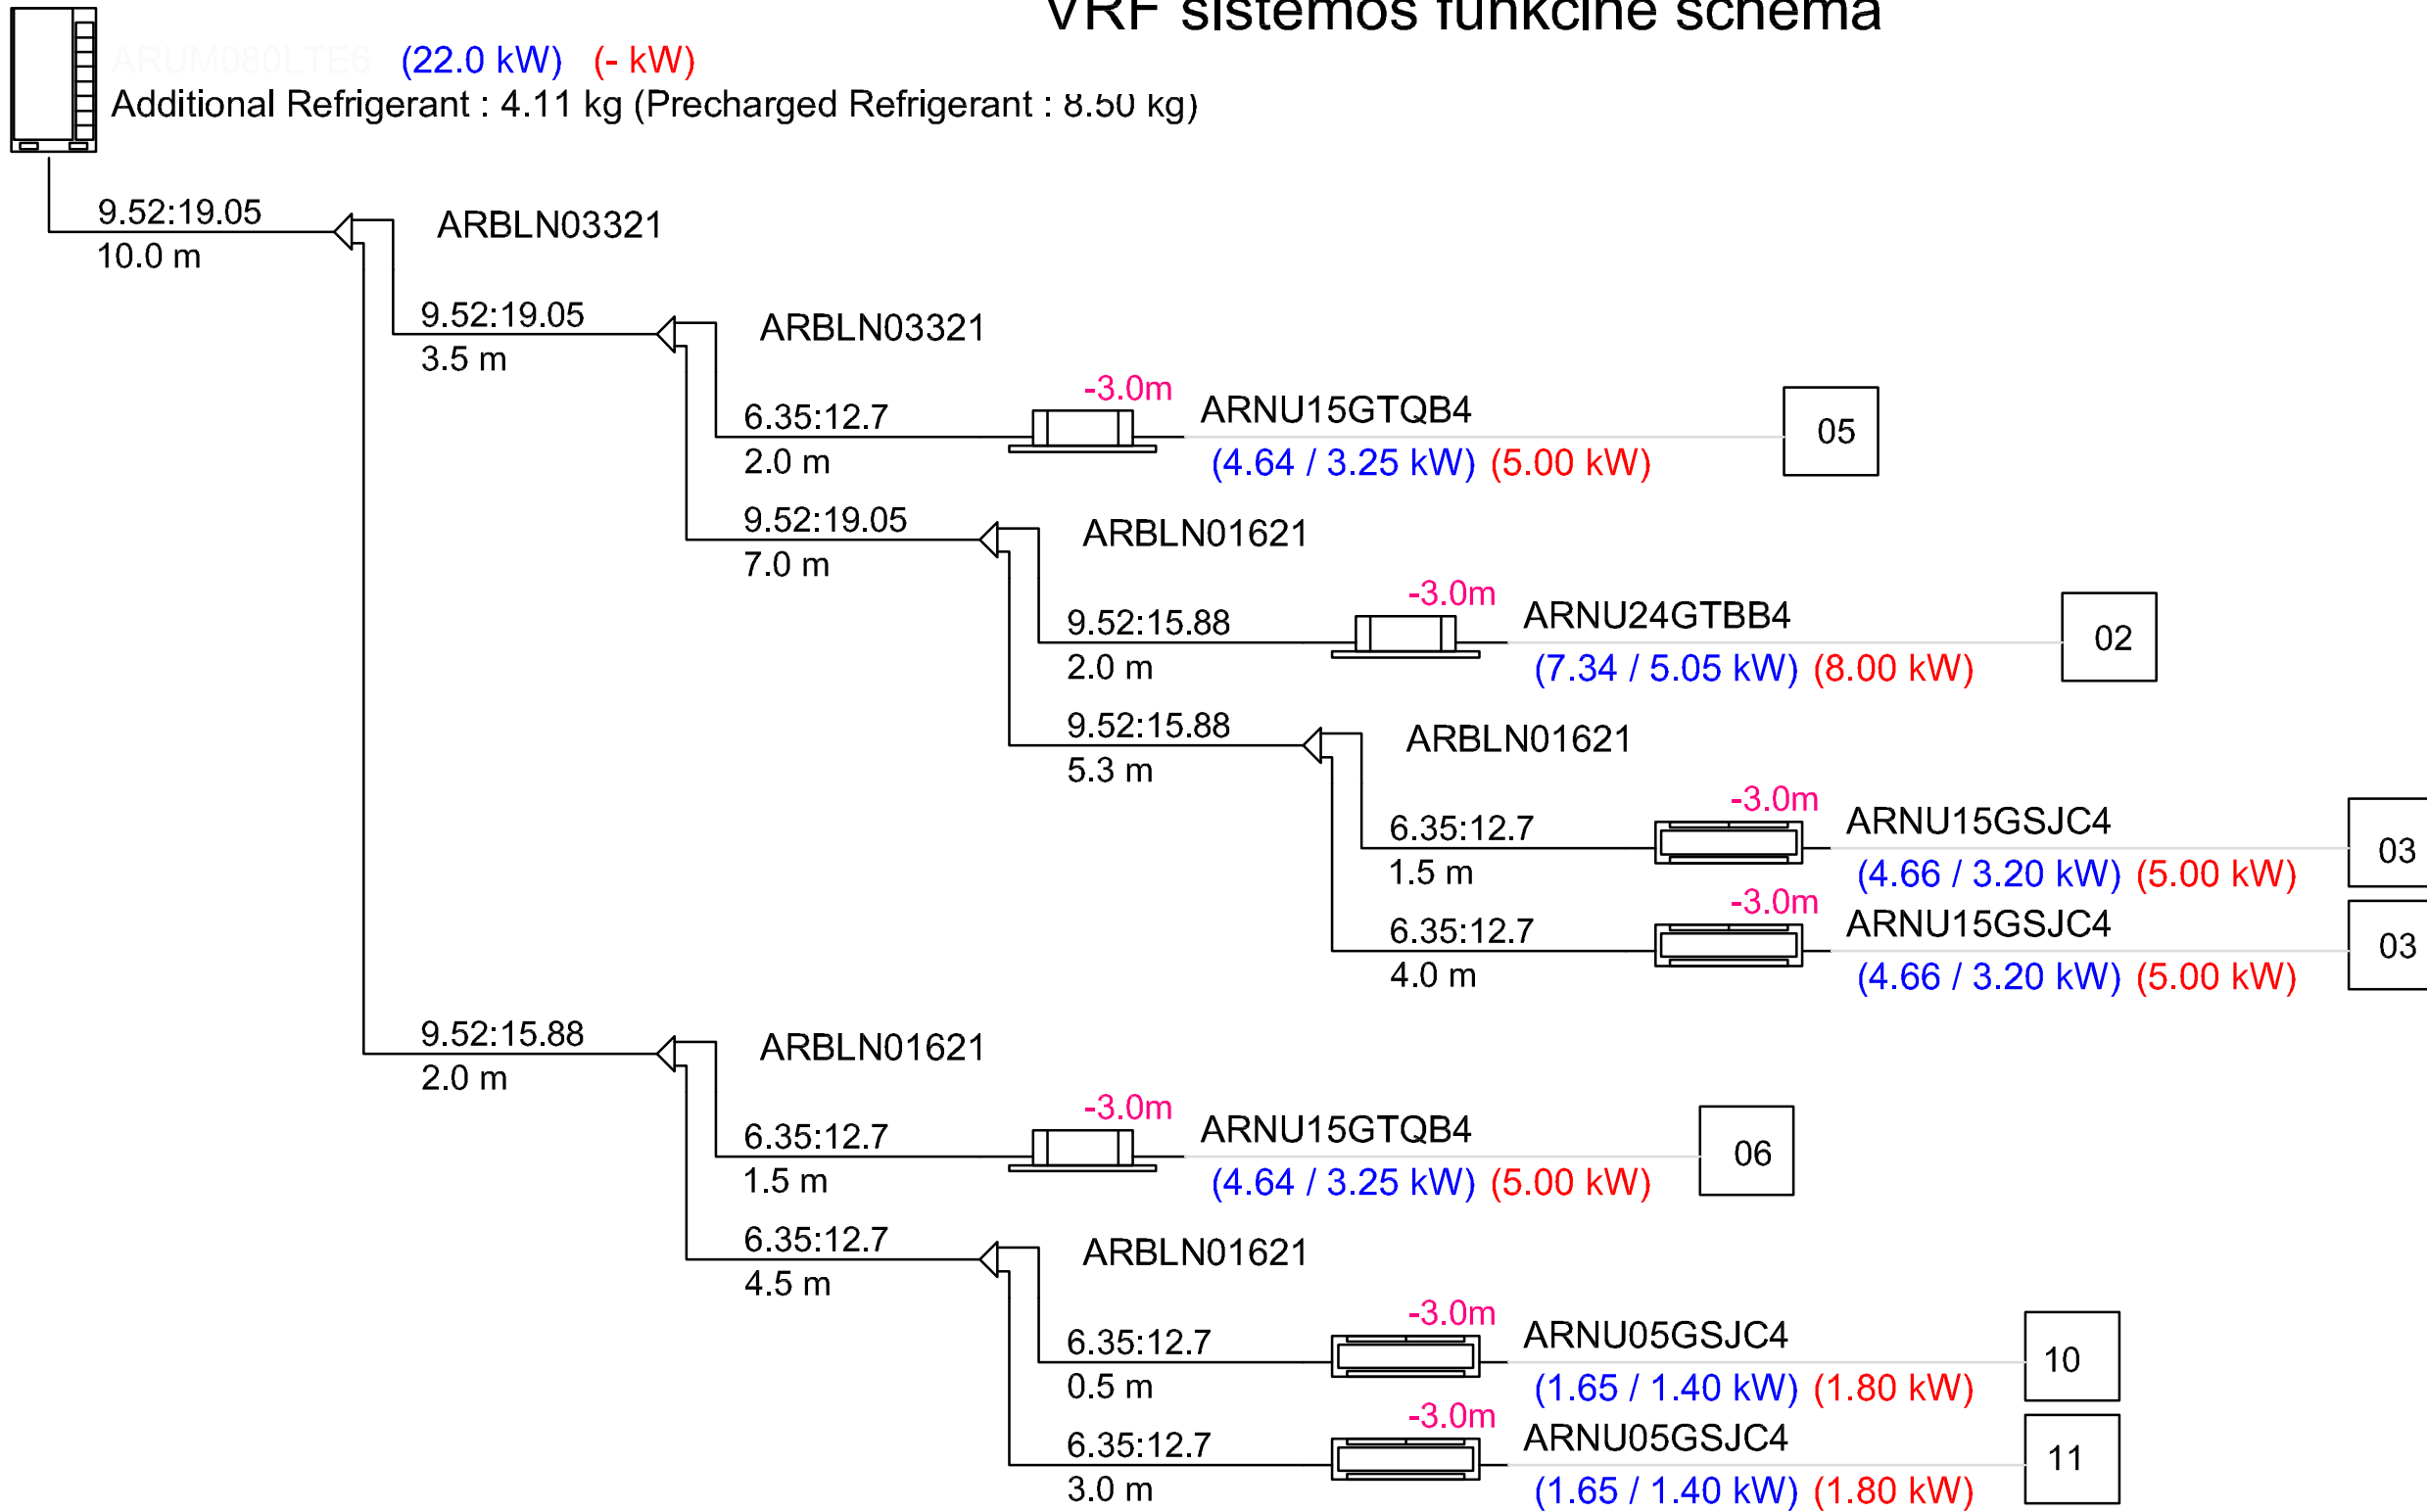 VRF sistemos funkcinė schema
ARUM080LTE6 (22.0 kW) (- kW)
Additional Refrigerant : 4.11 kg (Precharged Refrigerant : 8.50 kg)
9.52:19.05
10.0 m
ARBLN03321
9.52:19.05
3.5 m
ARBLN03321
-3.0m
6.35:12.7
2.0 m
ARNU15GTQB4
(4.64 / 3.25 kW) (5.00 kW)
05
9.52:19.05
7.0 m
ARBLN01621
-3.0m
9.52:15.88
2.0 m
ARNU24GTBB4
(7.34 / 5.05 kW) (8.00 kW)
02
9.52:15.88
5.3 m
ARBLN01621
-3.0m
6.35:12.7
1.5 m
ARNU15GSJC4
(4.66 / 3.20 kW) (5.00 kW)
03
-3.0m
6.35:12.7
4.0 m
ARNU15GSJC4
(4.66 / 3.20 kW) (5.00 kW)
03
9.52:15.88
2.0 m
ARBLN01621
-3.0m
6.35:12.7
1.5 m
ARNU15GTQB4
(4.64 / 3.25 kW) (5.00 kW)
06
6.35:12.7
4.5 m
ARBLN01621
-3.0m
6.35:12.7
0.5 m
ARNU05GSJC4
(1.65 / 1.40 kW) (1.80 kW)
10
-3.0m
6.35:12.7
3.0 m
ARNU05GSJC4
(1.65 / 1.40 kW) (1.80 kW)
11